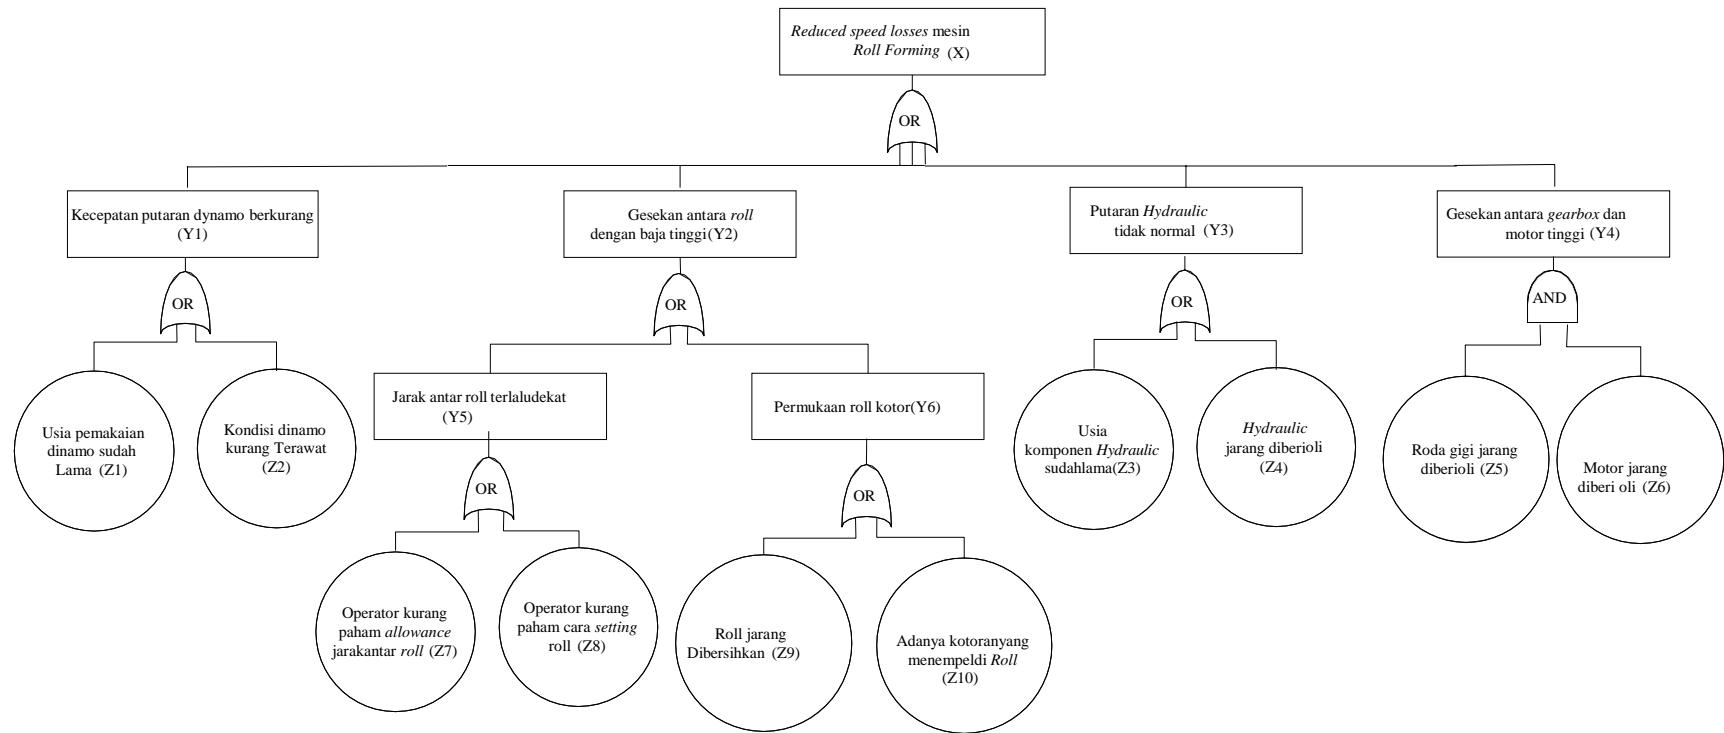 Reduced speed losses mesin
Roll Forming (X)
OR
Kecepatan putaran dynamo berkurang
(Y1)
Gesekan antara roll
dengan baja tinggi(Y2)
Putaran Hydraulic
tidak normal (Y3)
Gesekan antara gearbox dan
motor tinggi (Y4)
OR
OR
OR
AND
Usia pemakaian
dinamo sudah
Lama (Z1)
Kondisi dinamo
kurang Terawat
(Z2)
Jarak antar roll terlaludekat
(Y5)
Permukaan roll kotor(Y6)
Usia
komponen Hydraulic
sudahlama(Z3)
Hydraulic
jarang diberioli
(Z4)
Roda gigi jarang
diberioli (Z5)
Motor jarang
diberi oli (Z6)
OR
OR
Operator kurang
paham allowance
jarakantar roll (Z7)
Operator kurang
paham cara setting
roll (Z8)
Roll jarang
Dibersihkan (Z9)
Adanya kotoranyang
menempeldi Roll
(Z10)